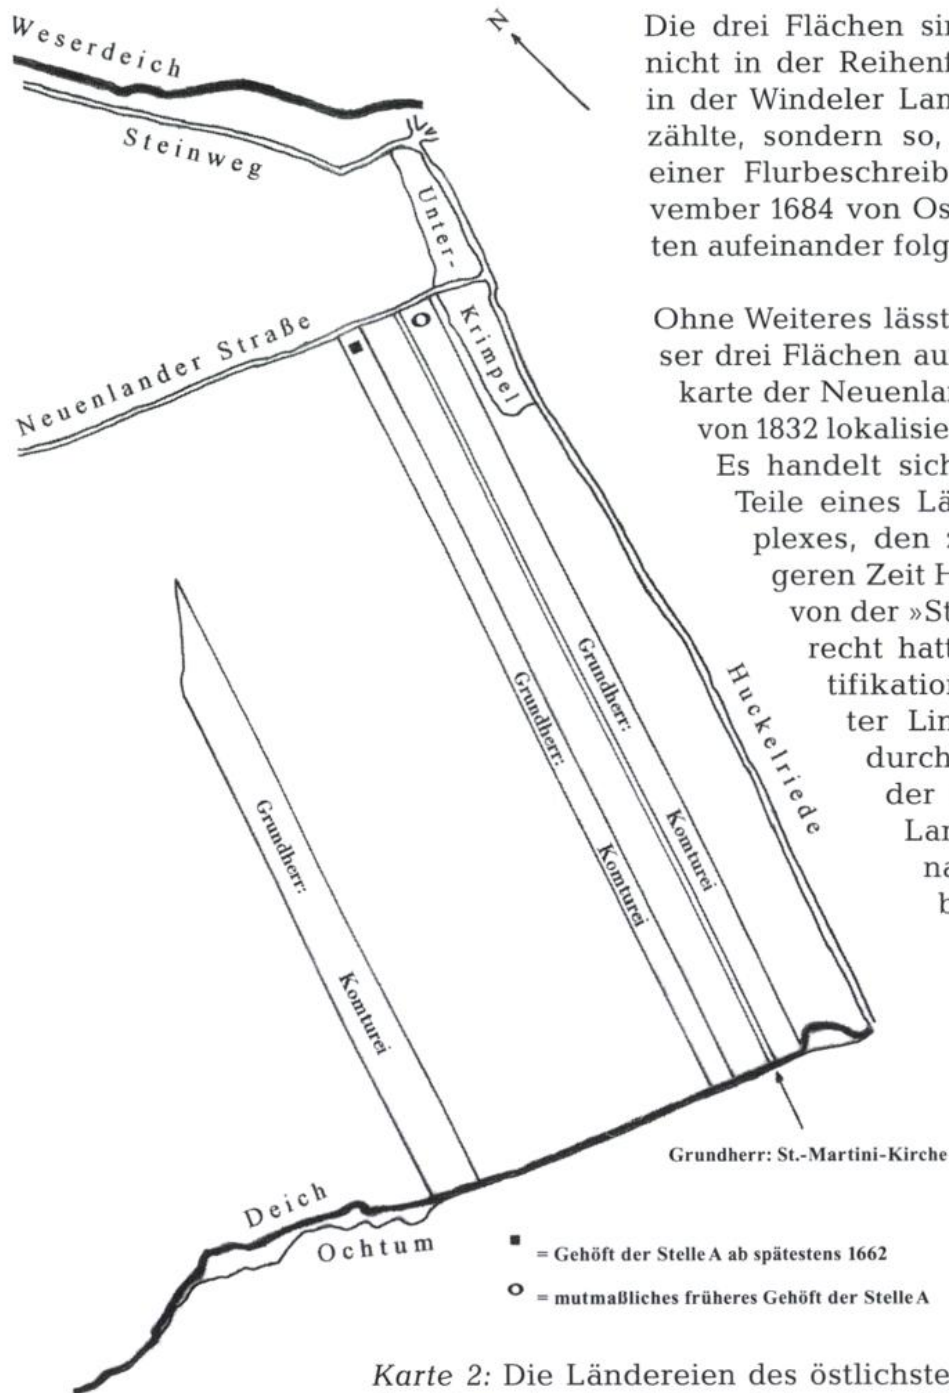 N
Weserdeich
Steinweg
Unter-
Krimpel
Neuenlander Straße
Huckelriede
Grundherr:
Komturei
Grundherr:
Komturei
Grundherr:
Komturei
Grundherr: St.-Martini-Kirche
Deich
Ochtum
= Gehöft der Stelle A ab spätestens 1662
= mutmaßliches früheres Gehöft der Stelle A
Karte 2: Die Ländereien des östlichste
Die drei Flächen sin
nicht in der Reihenf
in der Windeler Lan
zählte, sondern so,
einer Flurbeschreib
vember 1684 von Os
ten aufeinander folg
Ohne Weiteres lässt
ser drei Flächen au
karte der Neuenlan
von 1832 lokalisie
Es handelt sich
Teile eines Lä
plexes, den
geren Zeit H
von der »St
recht hatt
tifikation
ter Lin
durch
der
Lan
na
b